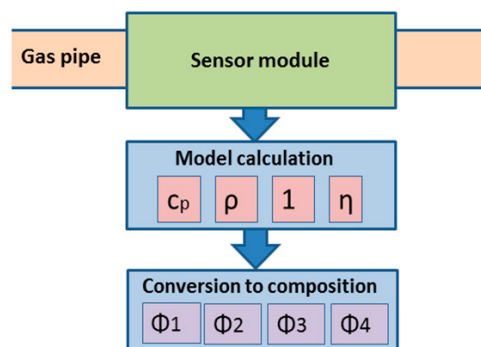 Gas pipe
Sensor module
Model calculation
cp ρ 1 η
Conversion to composition
Φ1 Φ2 Φ3 Φ4